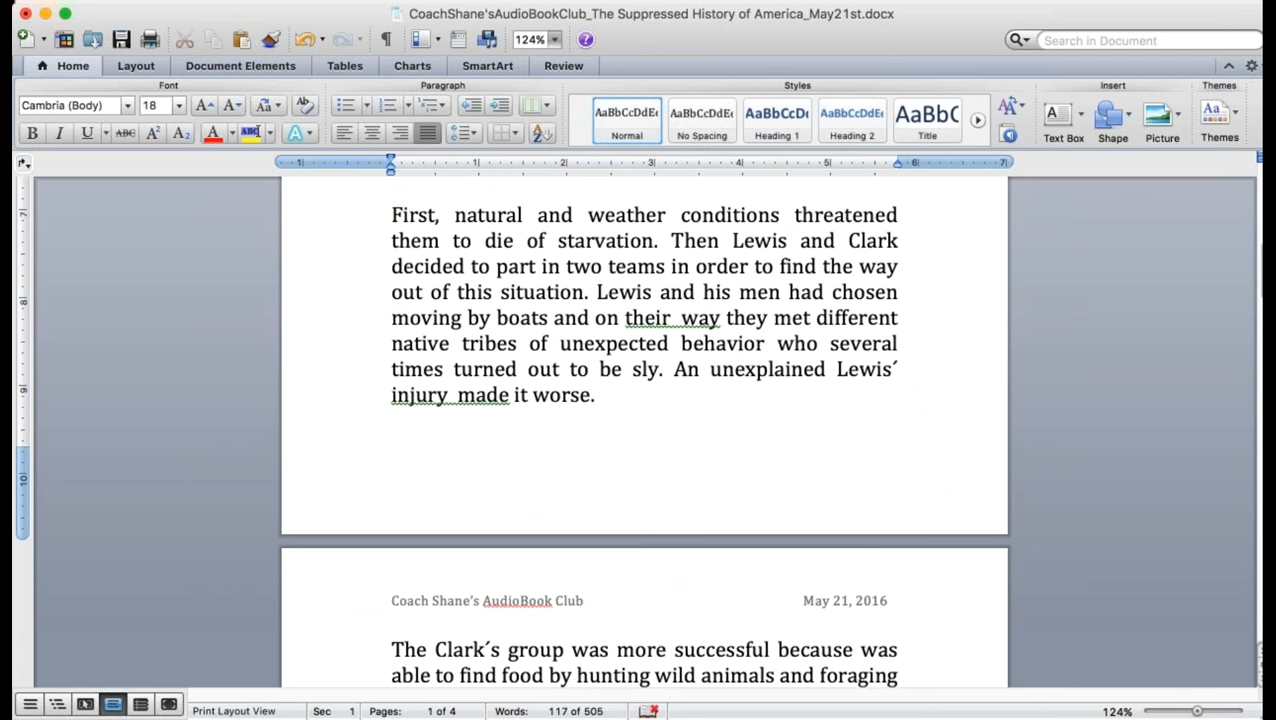 CoachShane'sAudioBookClub_The Suppressed History of America_May21st.docx
124%
Search in Document
Home Layout Document Elements Tables Charts SmartArt Review
Font Paragraph Styles Insert Themes
Cambria (Body) 18
AaBbCcDdEe AaBbCcDdEe AaBbCcDc AaBbCcDdEe AaBbC
Normal No Spacing Heading 1 Heading 2 Title
Text Box Shape Picture Themes
First, natural and weather conditions threatened
them to die of starvation. Then Lewis and Clark
decided to part in two teams in order to find the way
out of this situation. Lewis and his men had chosen
moving by boats and on their way they met different
native tribes of unexpected behavior who several
times turned out to be sly. An unexplained Lewis´
injury made it worse.
Coach Shane's AudioBook Club May 21, 2016
The Clark´s group was more successful because was
able to find food by hunting wild animals and foraging
Print Layout View Sec 1 Pages: 1 of 4 Words: 117 of 505 124%